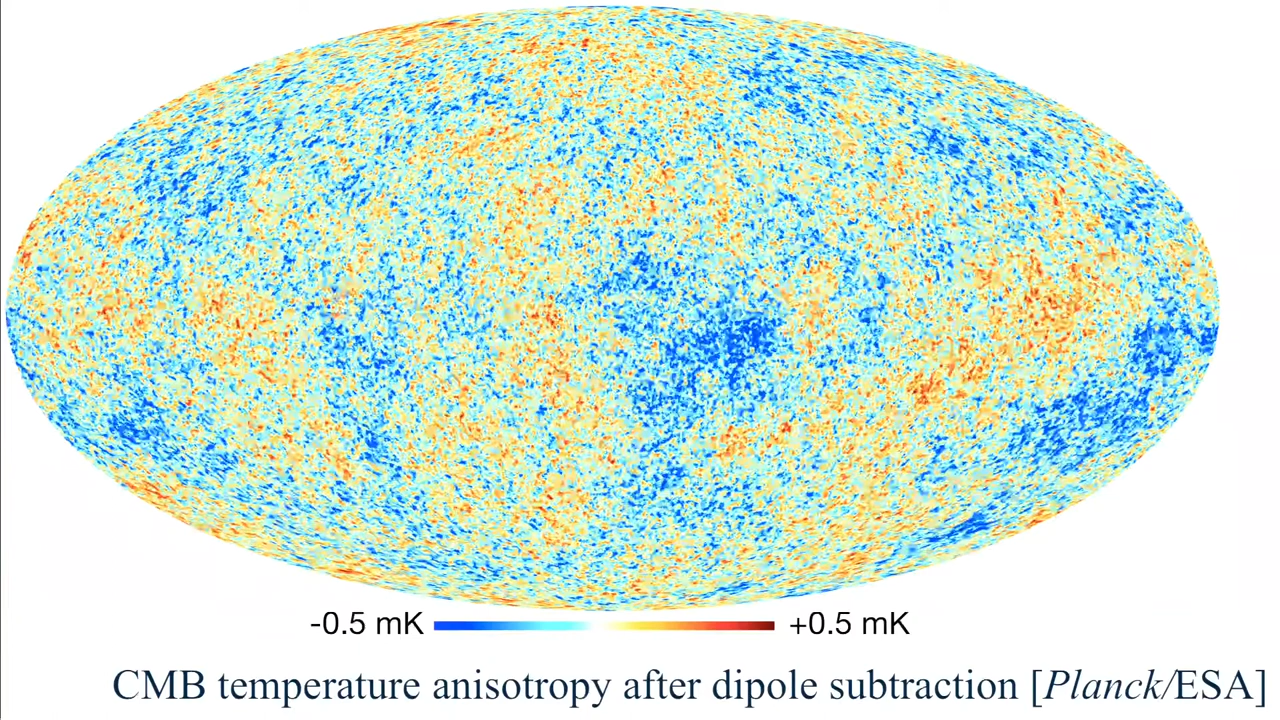 -0.5 mK +0.5 mK
CMB temperature anisotropy after dipole subtraction [Planck/ESA]